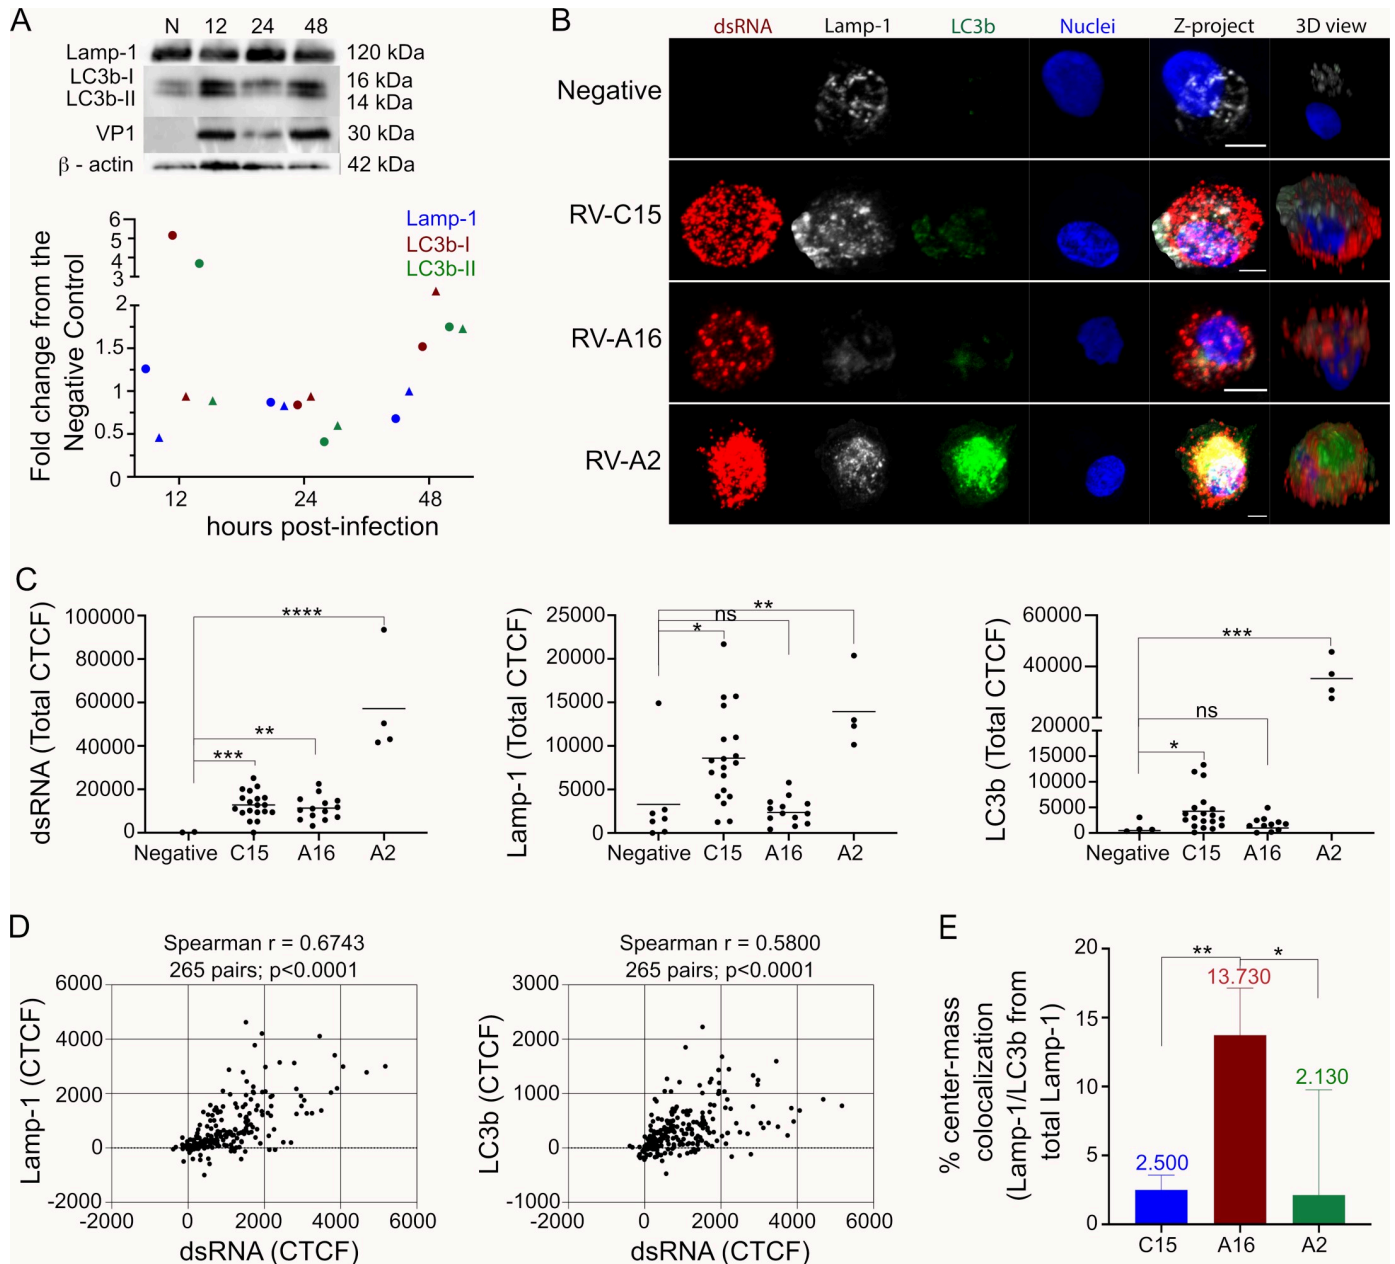 A
N 12 24 48
Lamp-1 120 kDa
LC3b-I 16 kDa
LC3b-II 14 kDa
VP1 30 kDa
β - actin 42 kDa
Fold change from the
Negative Control
6
5
4
3
2
1.5
1
0.5
0
Lamp-1
LC3b-I
LC3b-II
12 24 48
hours post-infection
B
dsRNA Lamp-1 LC3b Nuclei Z-project 3D view
Negative
RV-C15
RV-A16
RV-A2
C
dsRNA (Total CTCF)
100000
80000
60000
40000
20000
0
****
**
***
Negative C15 A16 A2
Lamp-1 (Total CTCF)
25000
20000
15000
10000
5000
0
**
ns
*
Negative C15 A16 A2
LC3b (Total CTCF)
60000
40000
20000
15000
10000
5000
0
***
ns
*
Negative C15 A16 A2
D
Spearman r = 0.6743
265 pairs; p<0.0001
Lamp-1 (CTCF)
6000
4000
2000
0
-2000
-2000 0 2000 4000 6000
dsRNA (CTCF)
Spearman r = 0.5800
265 pairs; p<0.0001
LC3b (CTCF)
3000
2000
1000
0
-1000
-2000 0 2000 4000 6000
dsRNA (CTCF)
E
% center-mass
colocalization
(Lamp-1/LC3b from
total Lamp-1)
20
15
10
5
0
** *
13.730
2.130
2.500
C15 A16 A2